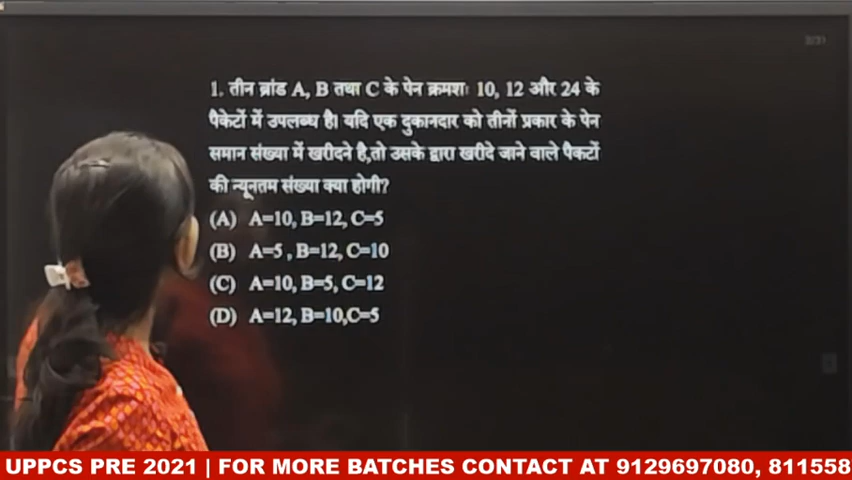 1. तीन ब्रांड A, B तथा C के पेन क्रमशः 10, 12 और 24 के
पैकेटों में उपलब्ध है। यदि एक दुकानदार को तीनों प्रकार के पेन
समान संख्या में खरीदने है,तो उसके द्वारा खरीदे जाने वाले पैकटों
की न्यूनतम संख्या क्या होगी?
(A) A=10, B=12, C=5
(B) A=5 , B=12, C=10
(C) A=10, B=5, C=12
(D) A=12, B=10,C=5
UPPCS PRE 2021 | FOR MORE BATCHES CONTACT AT 9129697080, 811558